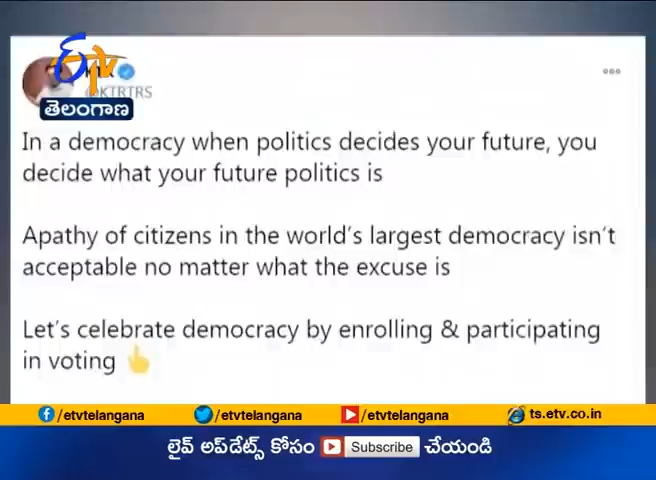 ETV
తెలంగాణ
@KTRTRS
In a democracy when politics decides your future, you
decide what your future politics is
Apathy of citizens in the world's largest democracy isn't
acceptable no matter what the excuse is
Let's celebrate democracy by enrolling & participating
in voting 👆
/etvtelangana /etvtelangana /etvtelangana ts.etv.co.in
లైవ్ అప్‌డేట్స్ కోసం Subscribe చేయండి